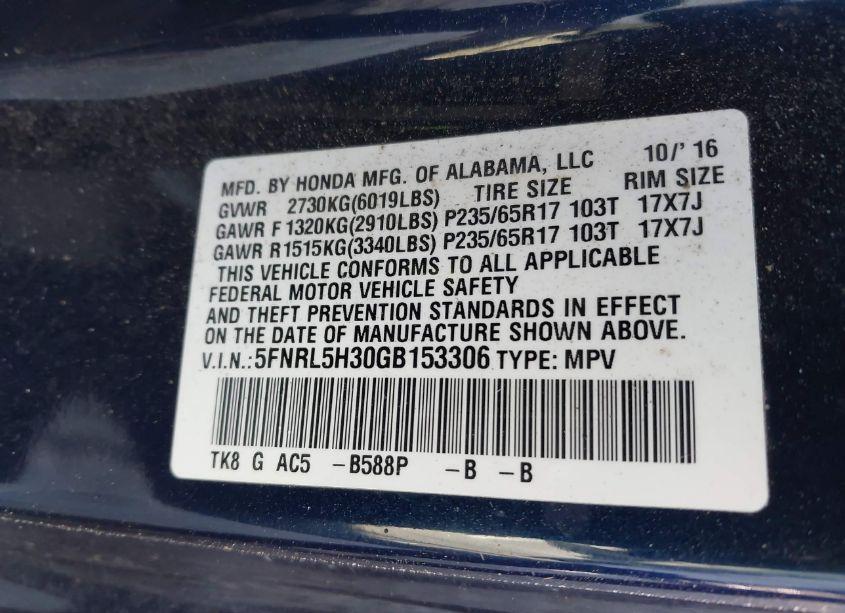 MFD. BY HONDA MFG. OF ALABAMA, LLC 10/' 16
GVWR 2730KG(6019LBS) TIRE SIZE RIM SIZE
GAWR F 1320KG(2910LBS) P235/65R17 103T 17X7J
GAWR R1515KG(3340LBS) P235/65R17 103T 17X7J
THIS VEHICLE CONFORMS TO ALL APPLICABLE
FEDERAL MOTOR VEHICLE SAFETY
AND THEFT PREVENTION STANDARDS IN EFFECT
ON THE DATE OF MANUFACTURE SHOWN ABOVE.
V.I.N.: 5FNRL5H30GB153306 TYPE: MPV
TK8 G AC5 -B588P -B -B